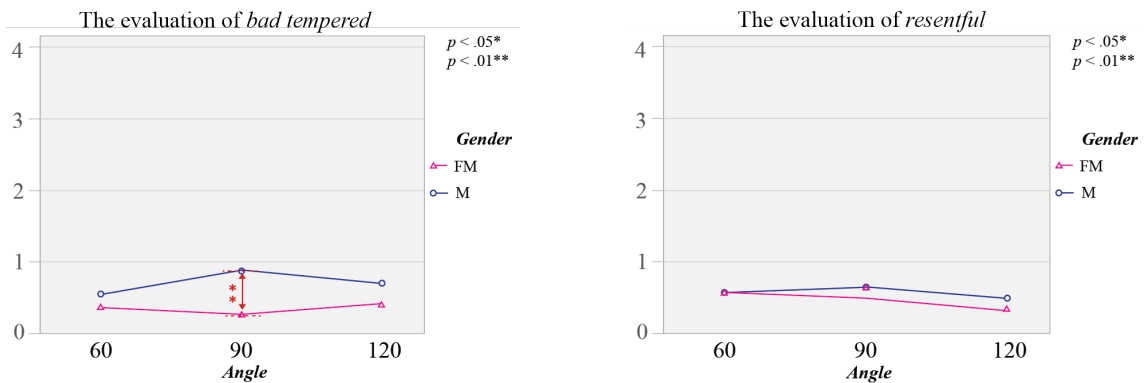 The evaluation of bad tempered
p < .05*
p < .01**
4
3
2
1
0
**
60 90 120
Angle
Gender
FM
M
The evaluation of resentful
p < .05*
p < .01**
4
3
2
1
0
60 90 120
Angle
Gender
FM
M